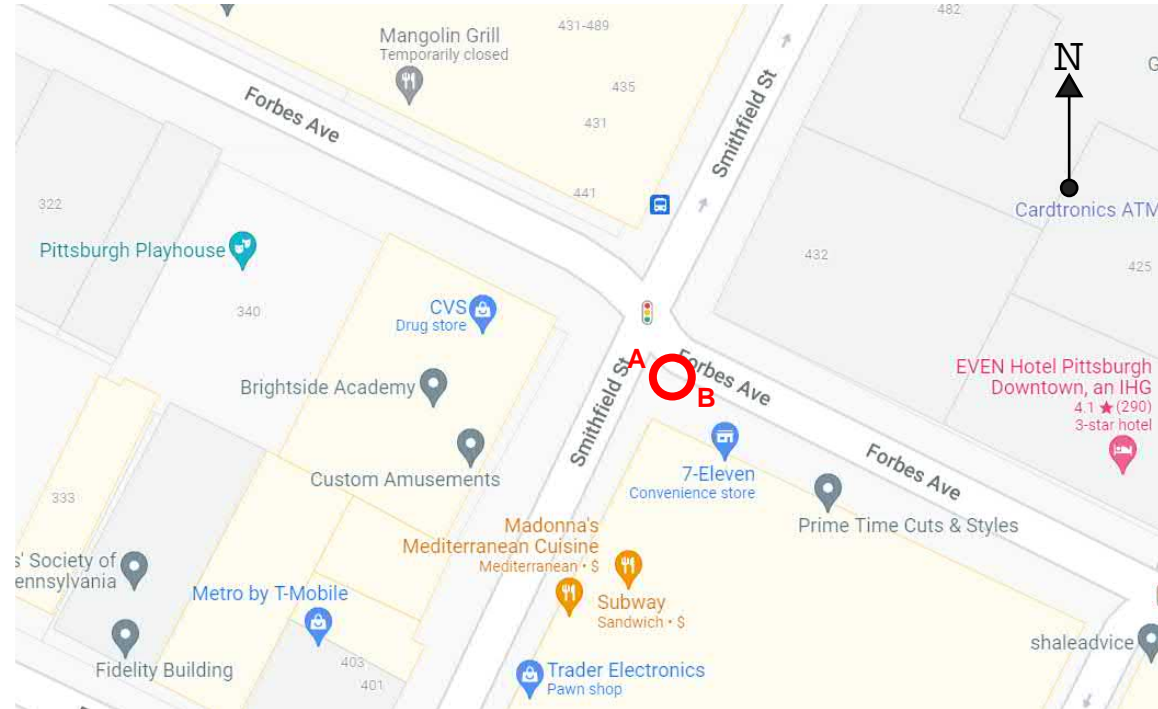 Mangolin Grill
Temporarily closed
431-489
482
N
G
435
431
441
Forbes Ave
Smithfield St
322
Pittsburgh Playhouse
Cardtronics ATM
432
425
340
CVS
Drug store
A
B
Forbes Ave
EVEN Hotel Pittsburgh
Downtown, an IHG
4.1 ★ (290)
3-star hotel
Brightside Academy
Smithfield St
7-Eleven
Convenience store
Forbes Ave
Custom Amusements
333
Prime Time Cuts & Styles
Madonna's
Mediterranean Cuisine
Mediterranean • $
s' Society of
ennsylvania
Metro by T-Mobile
Subway
Sandwich • $
shaleadvice
Fidelity Building
403
401
Trader Electronics
Pawn shop